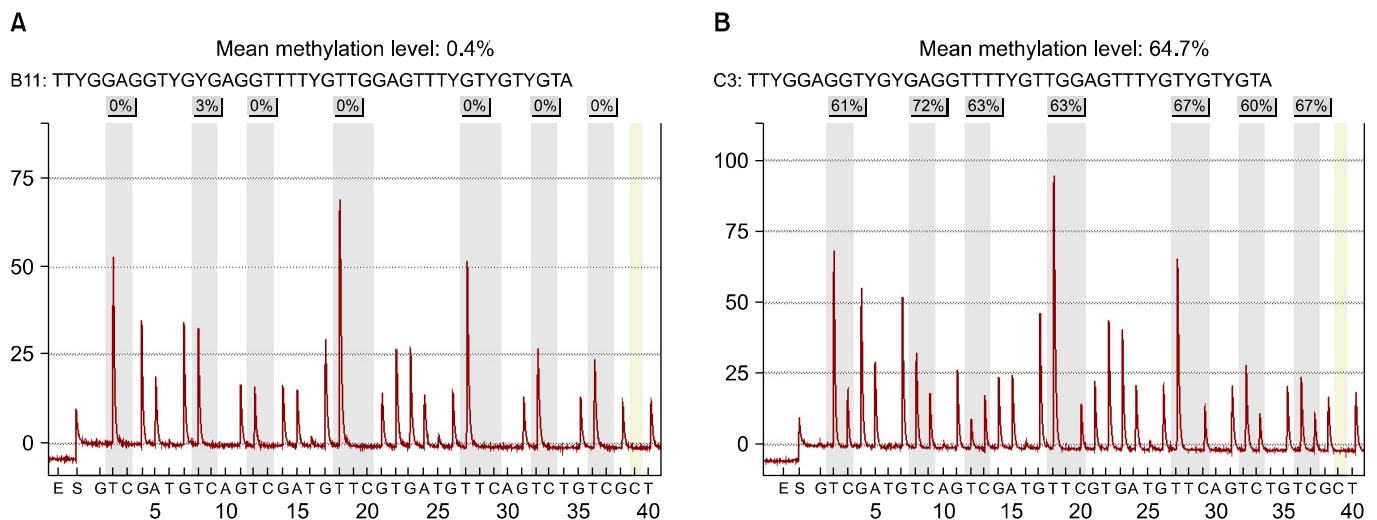 A
Mean methylation level: 0.4%
B11: TTYGGAGGTYGYGAGGTTTTYGTTGGAGTTTYGTYGTYGTA
0% 3% 0% 0% 0% 0% 0%
75
50
25
0
E S G T C G A T G T C A G T C G A T G T T C G T G A T G T T C A G T C T G T C G C T
5 10 15 20 25 30 35 40
B
Mean methylation level: 64.7%
C3: TTYGGAGGTYGYGAGGTTTTYGTTGGAGTTTYGTYGTYGTA
61% 72% 63% 63% 67% 60% 67%
100
75
50
25
0
E S G T C G A T G T C A G T C G A T G T T C G T G A T G T T C A G T C T G T C G C T
5 10 15 20 25 30 35 40